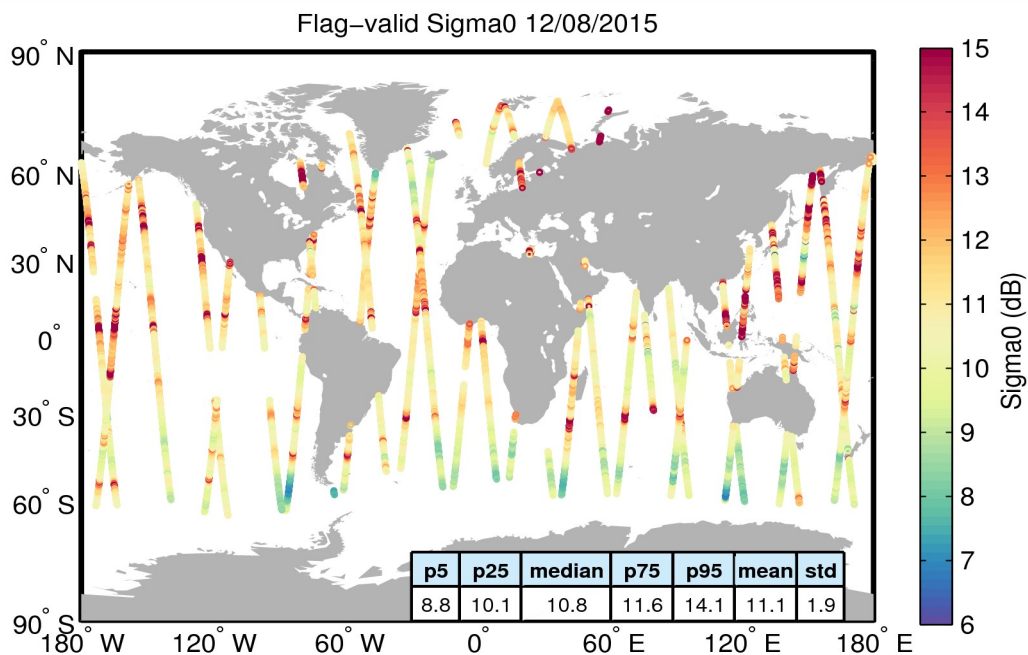 Flag−valid Sigma0 12/08/2015
90° N
60° N
30° N
0°
30° S
60° S
90° S
180° W
120° W
60° W
0°
60° E
120° E
180° E
p5 p25 median p75 p95 mean std
8.8 10.1 10.8 11.6 14.1 11.1 1.9
15
14
13
12
11
10
9
8
7
6
Sigma0 (dB)